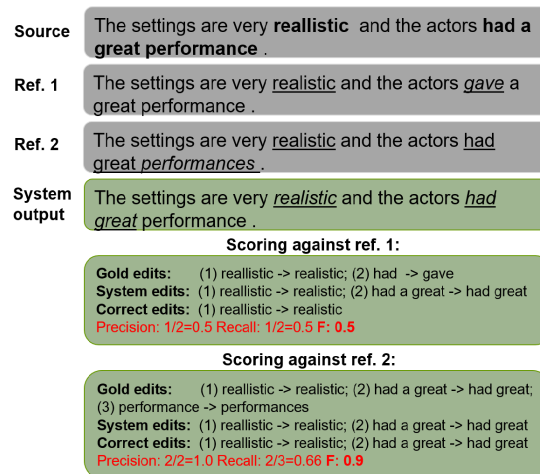 Source
The settings are very reallistic and the actors had a
great performance .
Ref. 1
The settings are very realistic and the actors gave a
great performance .
Ref. 2
The settings are very realistic and the actors had
great performances .
System
output
The settings are very realistic and the actors had
great performance .
Scoring against ref. 1:
Gold edits: (1) reallistic -> realistic; (2) had -> gave
System edits: (1) reallistic -> realistic; (2) had a great -> had great
Correct edits: (1) reallistic -> realistic
Precision: 1/2=0.5 Recall: 1/2=0.5 F: 0.5
Scoring against ref. 2:
Gold edits: (1) reallistic -> realistic; (2) had a great -> had great;
(3) performance -> performances
System edits: (1) reallistic -> realistic; (2) had a great -> had great
Correct edits: (1) reallistic -> realistic; (2) had a great -> had great
Precision: 2/2=1.0 Recall: 2/3=0.66 F: 0.9